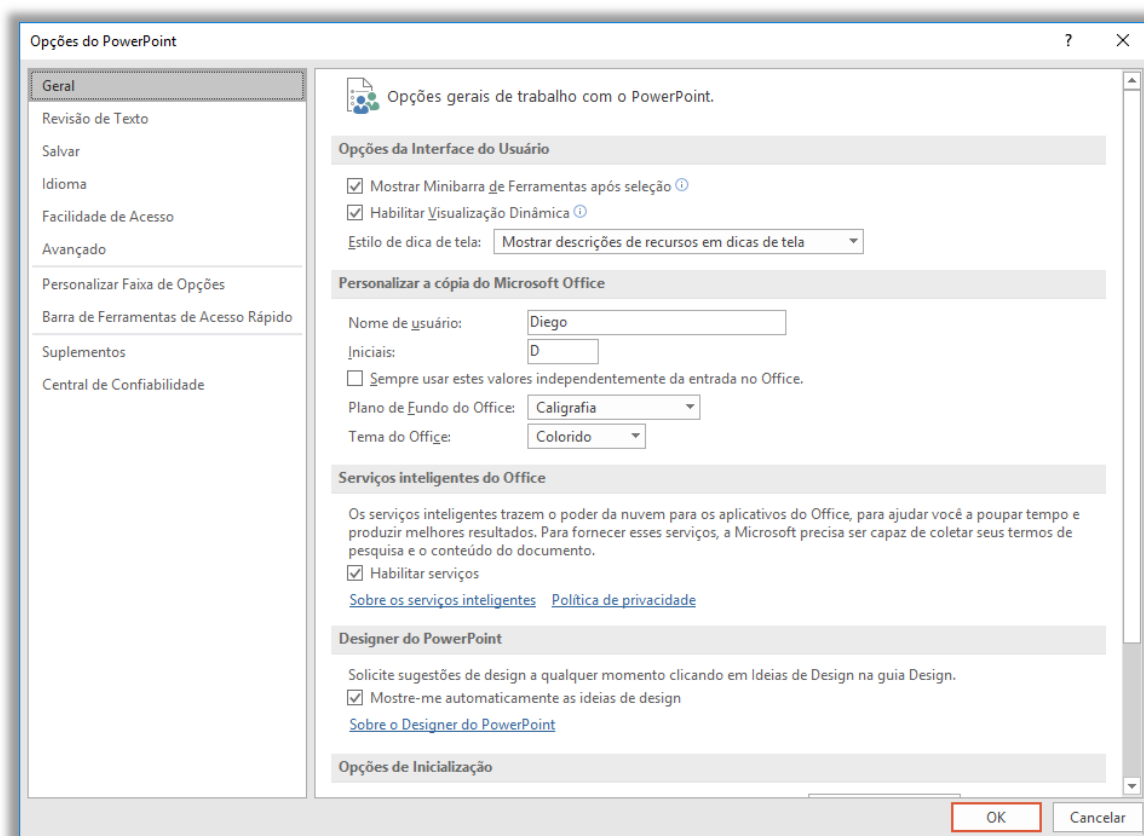 Opções do PowerPoint
?
Geral
Revisão de Texto
Salvar
Idioma
Facilidade de Acesso
Avançado
Personalizar Faixa de Opções
Barra de Ferramentas de Acesso Rápido
Suplementos
Central de Confiabilidade
Opções gerais de trabalho com o PowerPoint.
Opções da Interface do Usuário
Mostrar Minibarra de Ferramentas após seleção
Habilitar Visualização Dinâmica
Estilo de dica de tela: Mostrar descrições de recursos em dicas de tela
Personalizar a cópia do Microsoft Office
Nome de usuário: Diego
Iniciais: D
Sempre usar estes valores independentemente da entrada no Office.
Plano de Fundo do Office: Caligrafia
Tema do Office: Colorido
Serviços inteligentes do Office
Os serviços inteligentes trazem o poder da nuvem para os aplicativos do Office, para ajudar você a poupar tempo e
produzir melhores resultados. Para fornecer esses serviços, a Microsoft precisa ser capaz de coletar seus termos de
pesquisa e o conteúdo do documento.
Habilitar serviços
Sobre os serviços inteligentes Política de privacidade
Designer do PowerPoint
Solicite sugestões de design a qualquer momento clicando em Ideias de Design na guia Design.
Mostre-me automaticamente as ideias de design
Sobre o Designer do PowerPoint
Opções de Inicialização
OK Cancelar